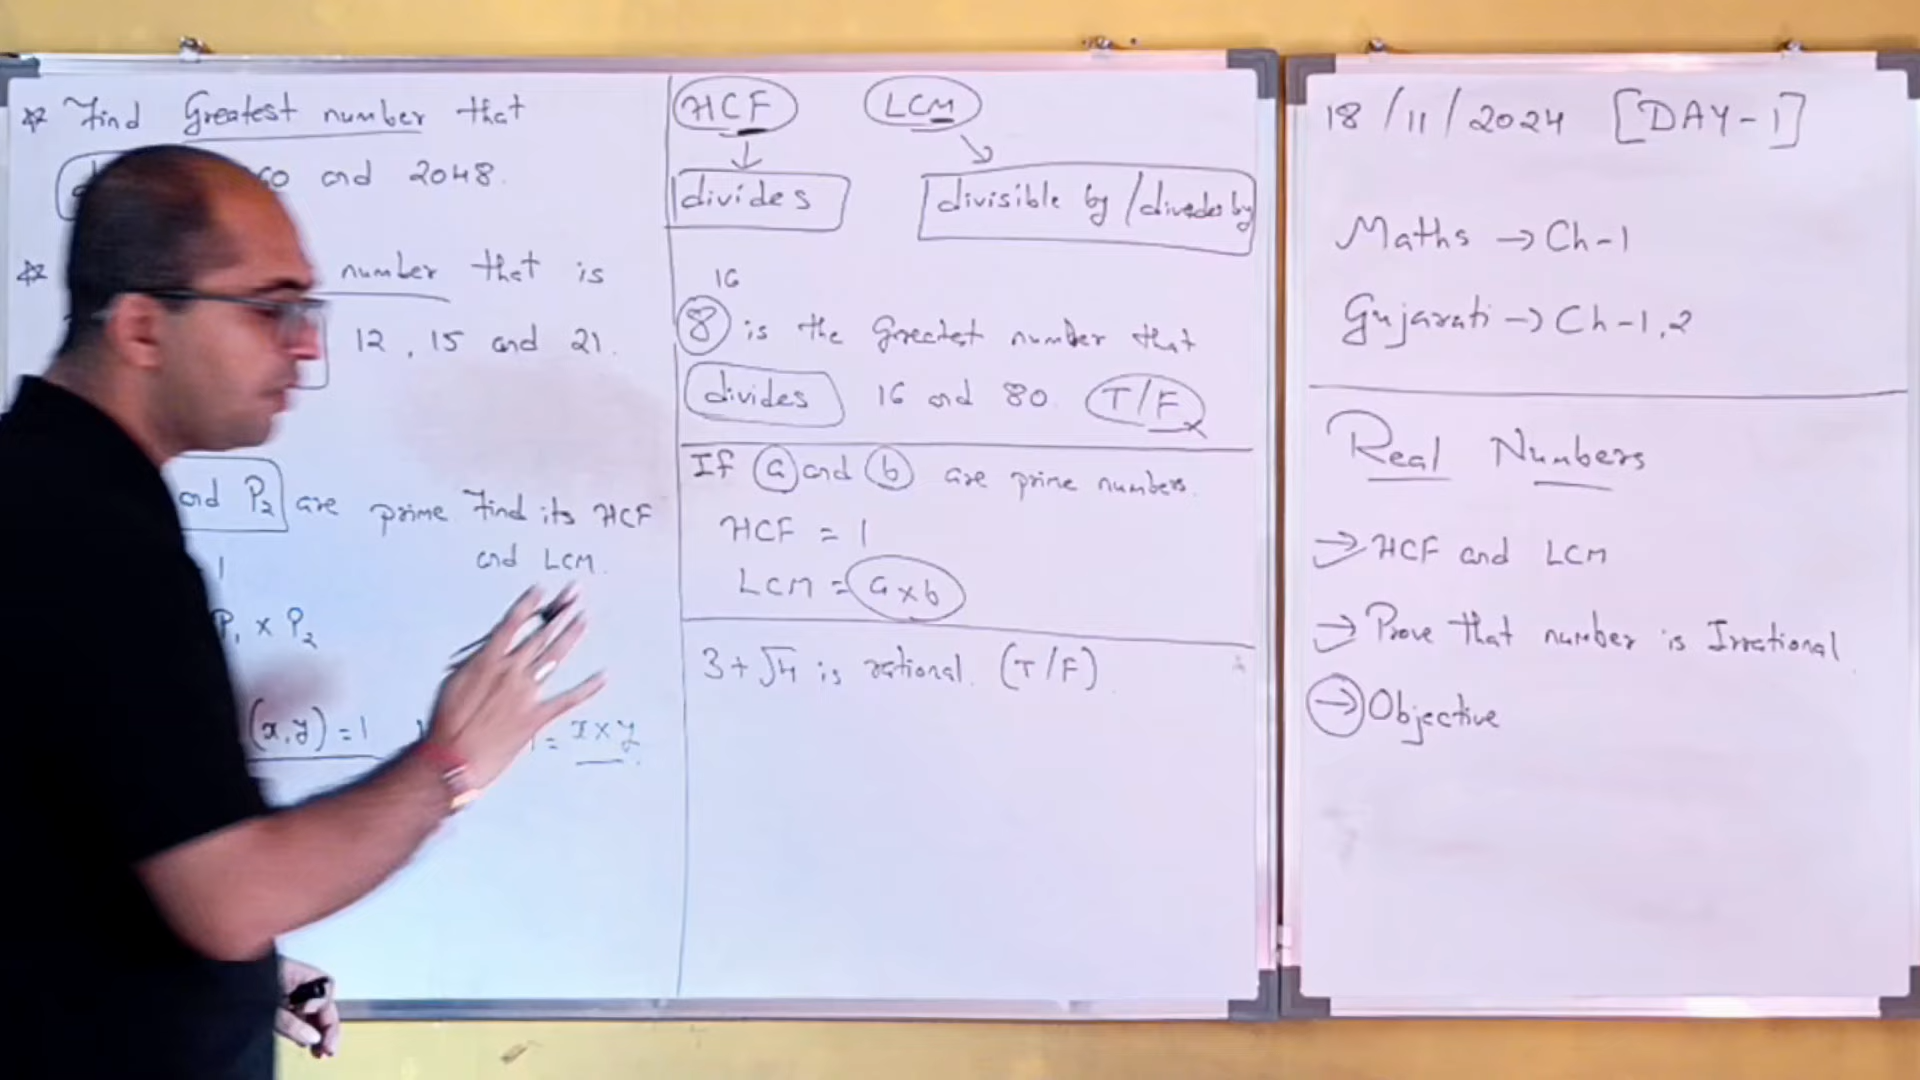 Find Greatest number that
and 2048.
number that is
12, 15 and 21.
and P₂ are prime. Find its HCF
and LCM.
1
P₁ × P₂
(x, y) = 1
= x × y
HCF LCM
divides divisible by / divides by
16
8 is the Greatest number that
divides 16 and 80. T/F
If a and b are prime numbers.
HCF = 1
LCM = a × b
3 + √4 is rational. (T/F)
18/11/2024 [DAY-1]
Maths → Ch-1
Gujarati → Ch-1,2
Real Numbers
→ HCF and LCM
→ Prove that number is Irrational
→ Objective